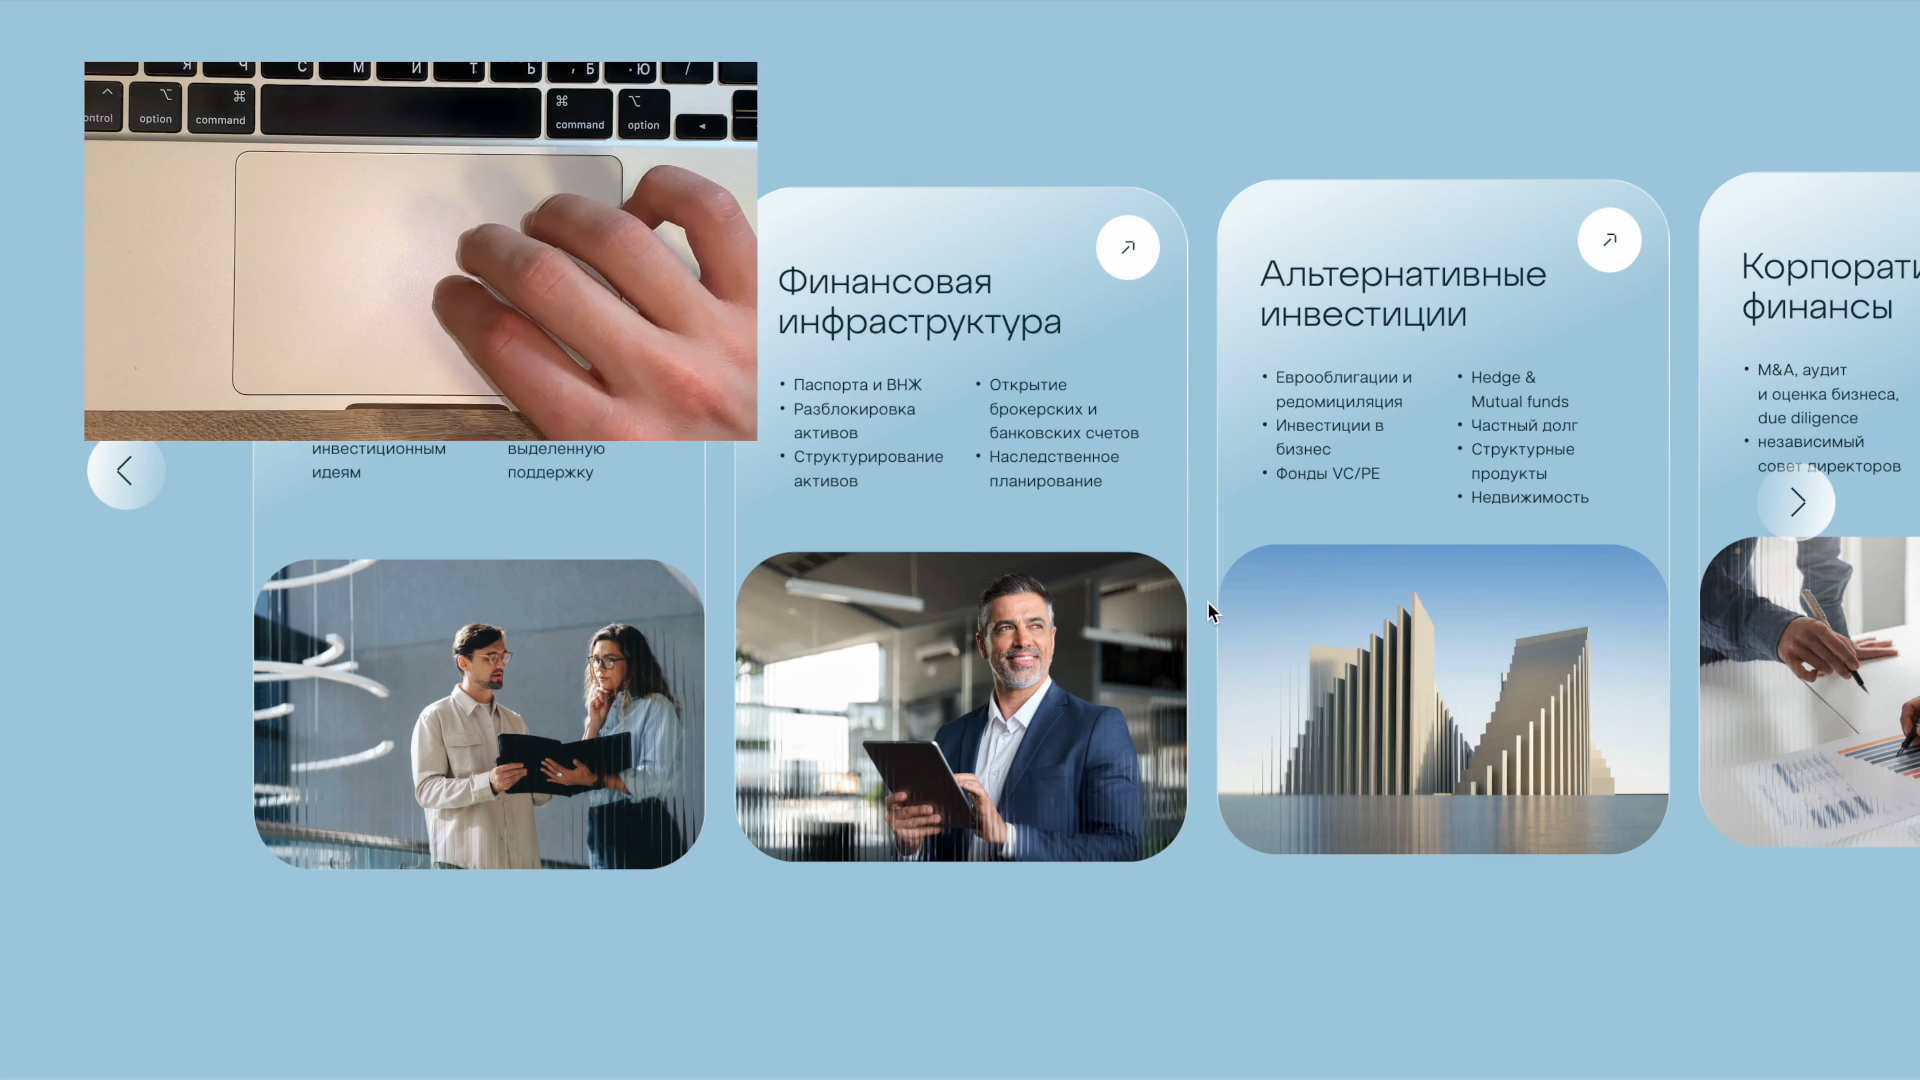 Я Ч С М И Т Ь , Б . Ю /
⌥ ⌘ ⌘ ⌥
option command command option
инвестиционным
идеям
выделенную
поддержку
Финансовая
инфраструктура
• Паспорта и ВНЖ
• Разблокировка
активов
• Структурирование
активов
• Открытие
брокерских и
банковских счетов
• Наследственное
планирование
Альтернативные
инвестиции
• Еврооблигации и
редомициляция
• Инвестиции в
бизнес
• Фонды VC/PE
• Hedge &
Mutual funds
• Частный долг
• Структурные
продукты
• Недвижимость
финансы
• M&A, аудит
и оценка бизнеса,
due diligence
• независимый
совет директоров